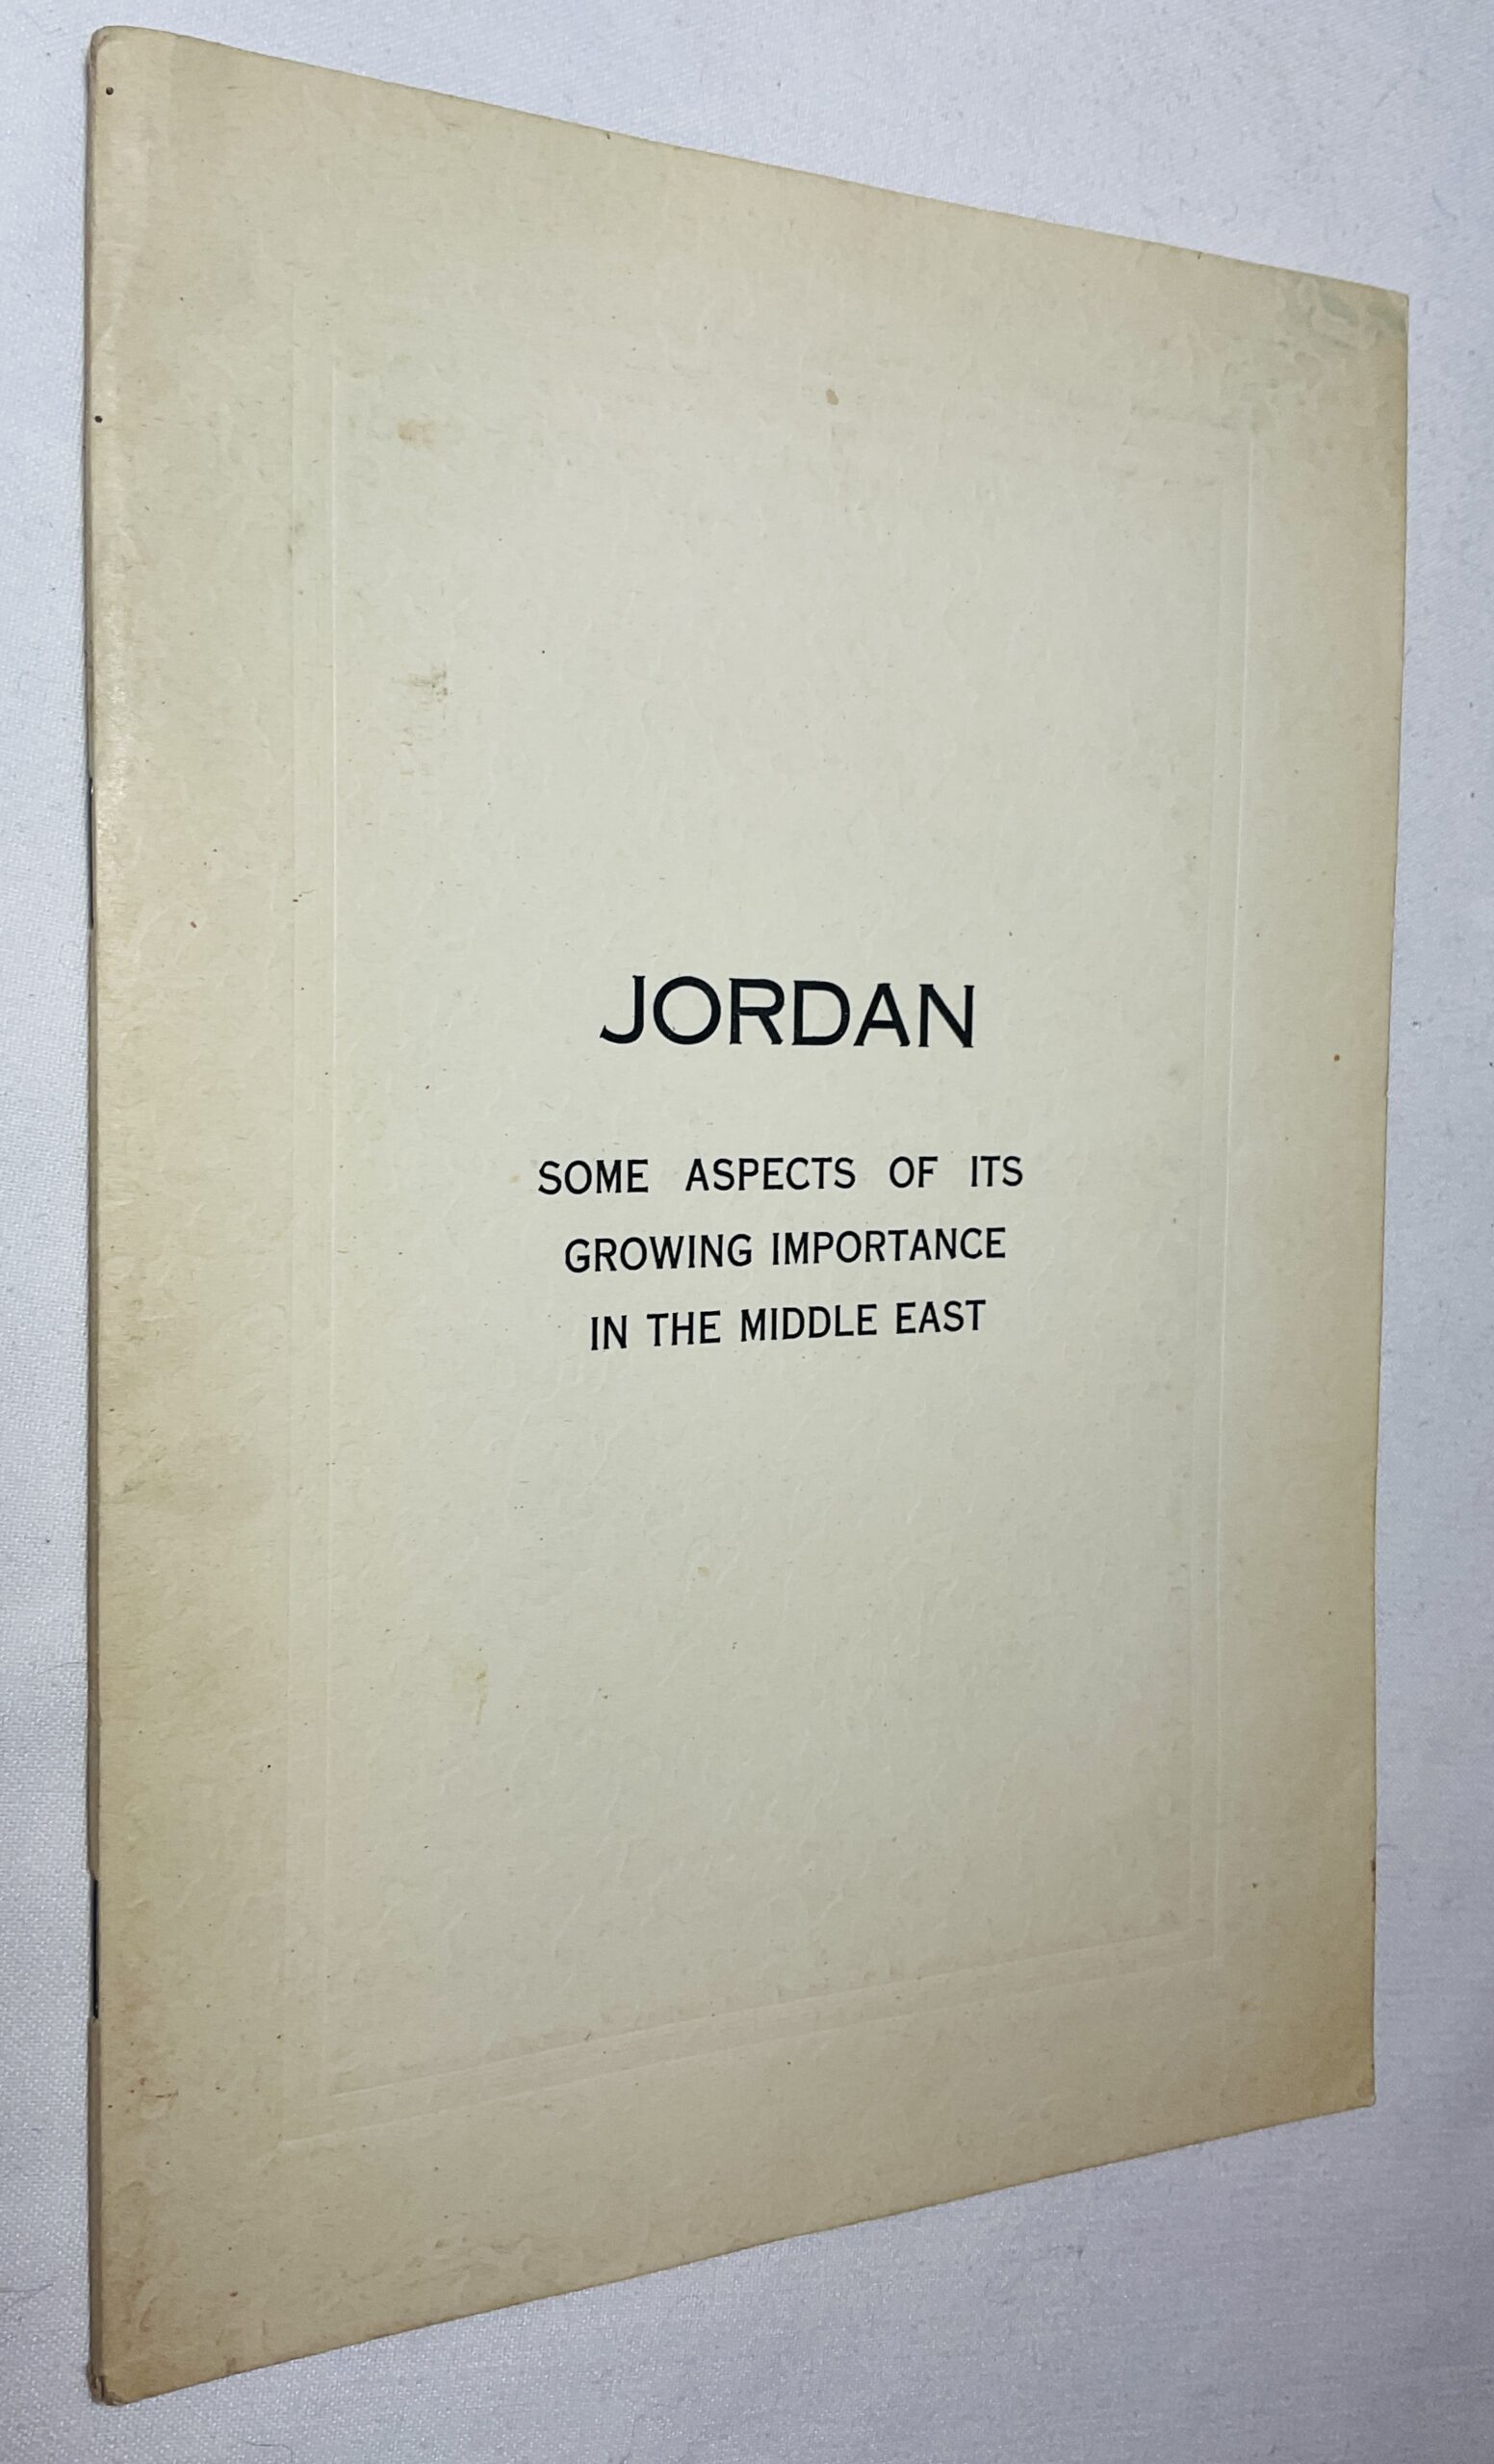 JORDAN
SOME ASPECTS OF ITS
GROWING IMPORTANCE
IN THE MIDDLE EAST